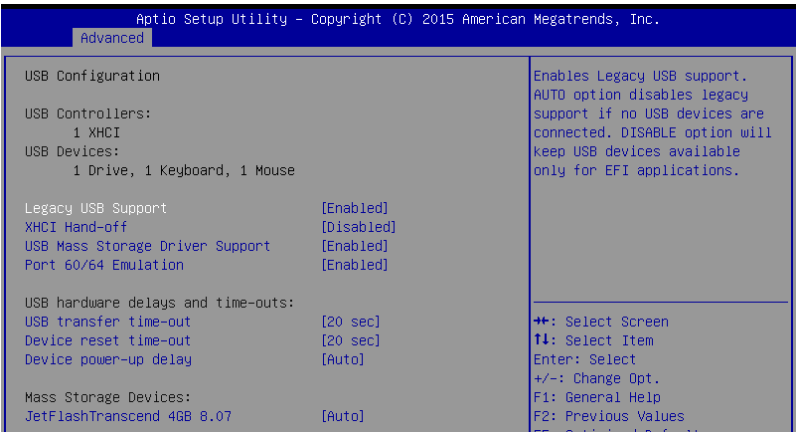 Aptio Setup Utility – Copyright (C) 2015 American Megatrends, Inc.
Advanced
USB Configuration
USB Controllers:
1 XHCI
USB Devices:
1 Drive, 1 Keyboard, 1 Mouse
Legacy USB Support [Enabled]
XHCI Hand-off [Disabled]
USB Mass Storage Driver Support [Enabled]
Port 60/64 Emulation [Enabled]
USB hardware delays and time-outs:
USB transfer time-out [20 sec]
Device reset time-out [20 sec]
Device power-up delay [Auto]
Mass Storage Devices:
JetFlashTranscend 4GB 8.07 [Auto]
Enables Legacy USB support.
AUTO option disables legacy
support if no USB devices are
connected. DISABLE option will
keep USB devices available
only for EFI applications.
→←: Select Screen
↑↓: Select Item
Enter: Select
+/-: Change Opt.
F1: General Help
F2: Previous Values